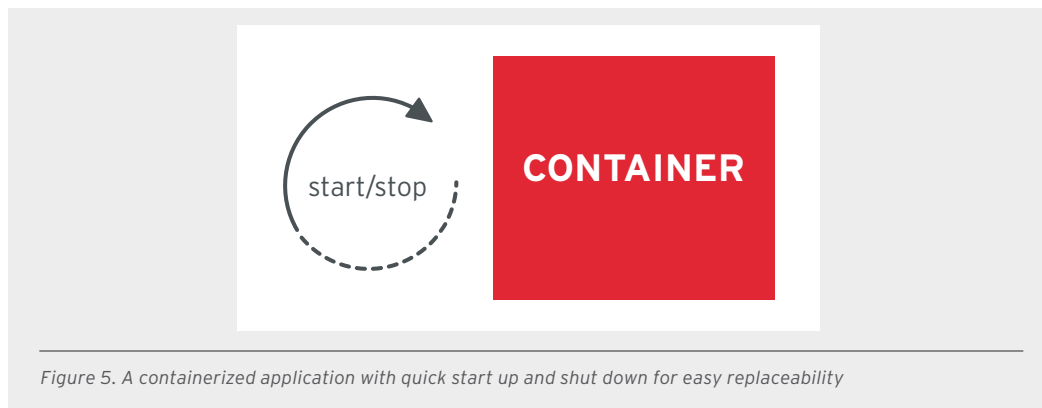 start/stop
CONTAINER
Figure 5. A containerized application with quick start up and shut down for easy replaceability